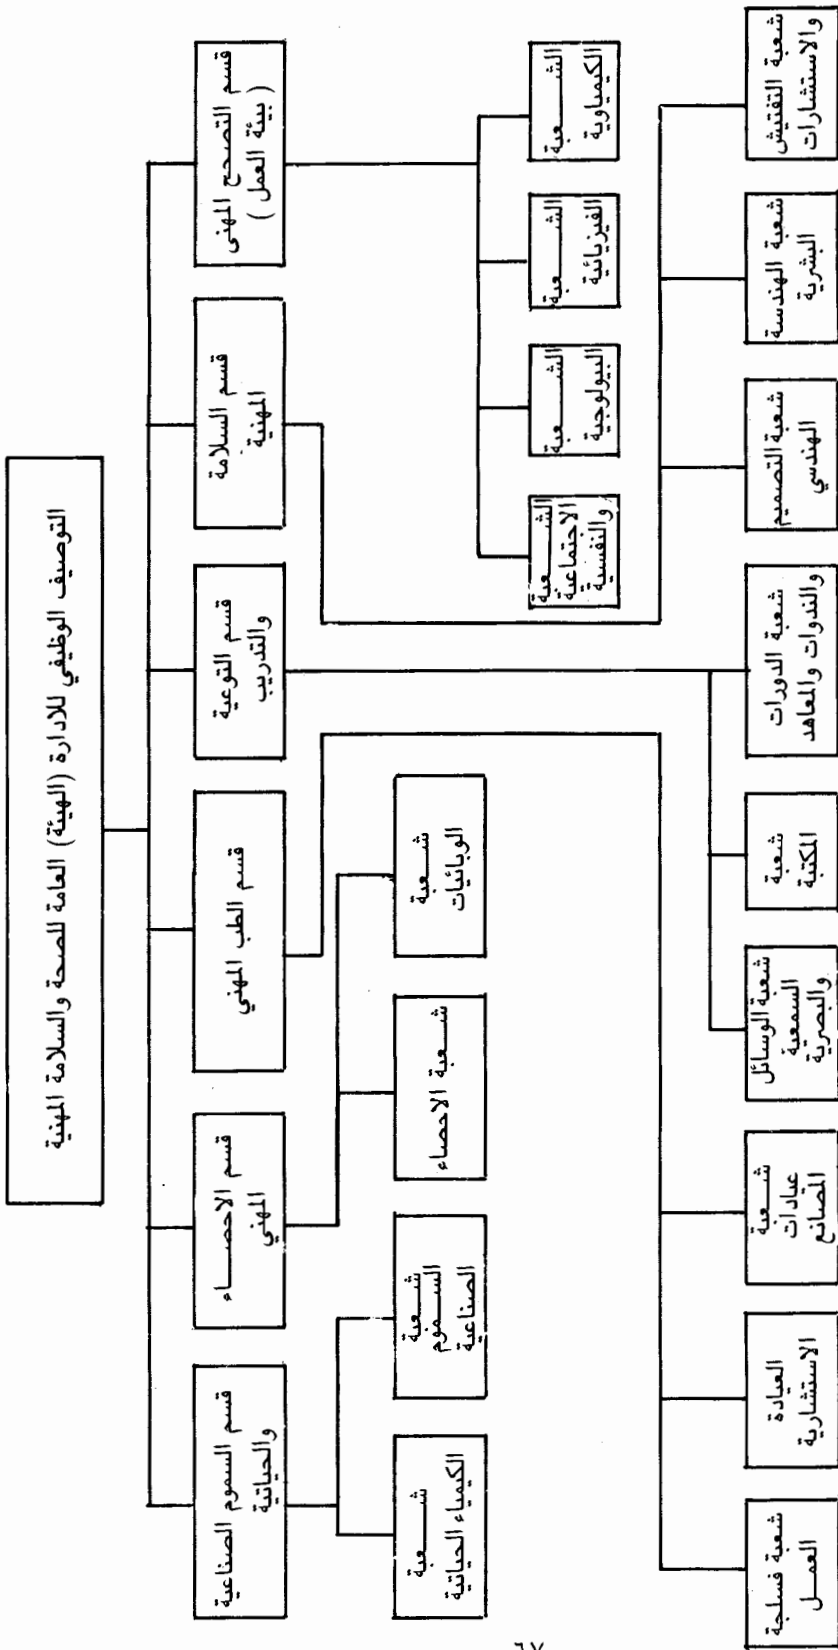 التوصيف الوظيفي للادارة (الهيئة) العامة للصحة والسلامة المهنية
قسم التصحح المهنى
( بيئة العمل )
قسم السلامة
المهنية
قسم التوعية
والتدريب
قسم الطب المهني
قسم الاحصاء
المهني
قسم السموم الصناعية
والحياتية
الشعبة
الكيمياوية
الشعبة
الفيزيائية
الشعبة
البيولوجية
الشعبة
الاجتماعية
والنفسية
شعبة
الوبائيات
شعبة الاحصاء
شعبة
السموم
الصناعية
شعبة
الكيمياء الحياتية
شعبة التفتيش
والاستشارات
شعبة الهندسة
البشرية
شعبة التصميم
الهندسي
شعبة الدورات
والندوات والمعاهد
شعبة
المكتبة
شعبة الوسائل
السمعية
والبصرية
شعبة
عيادات
المصانع
العيادة
الاستشارية
شعبة فسلجة
العمل
٦٧